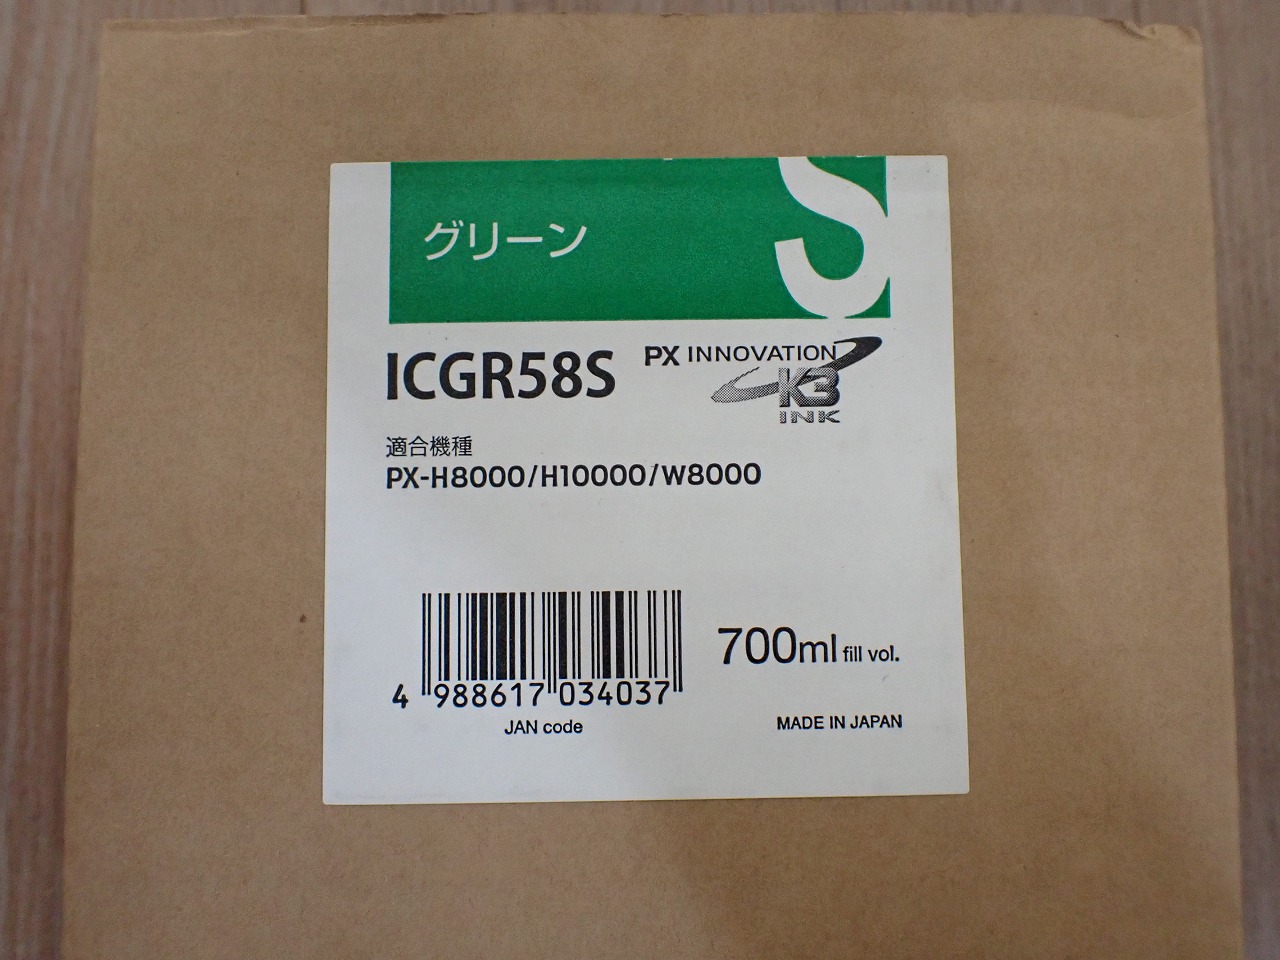 グリーン
S
ICGR58S
PX INNOVATION
K3
INK
適合機種
PX-H8000/H10000/W8000
4 988617 034037
JAN code
700ml fill vol.
MADE IN JAPAN